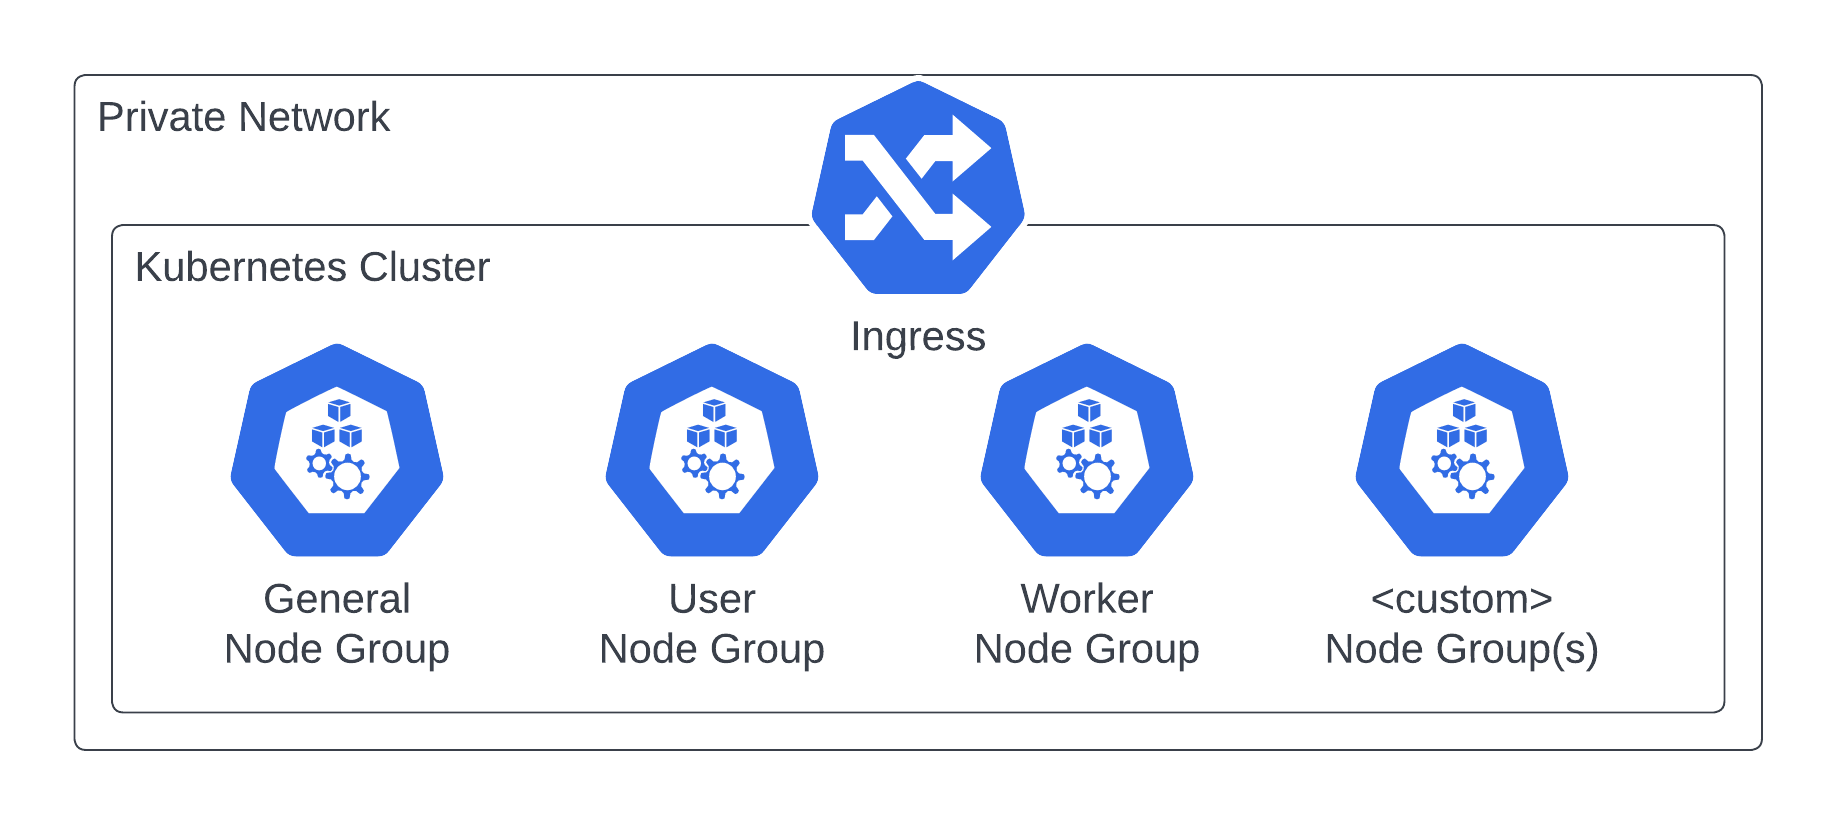 Private Network
Kubernetes Cluster
Ingress
General
Node Group
User
Node Group
Worker
Node Group
<custom>
Node Group(s)